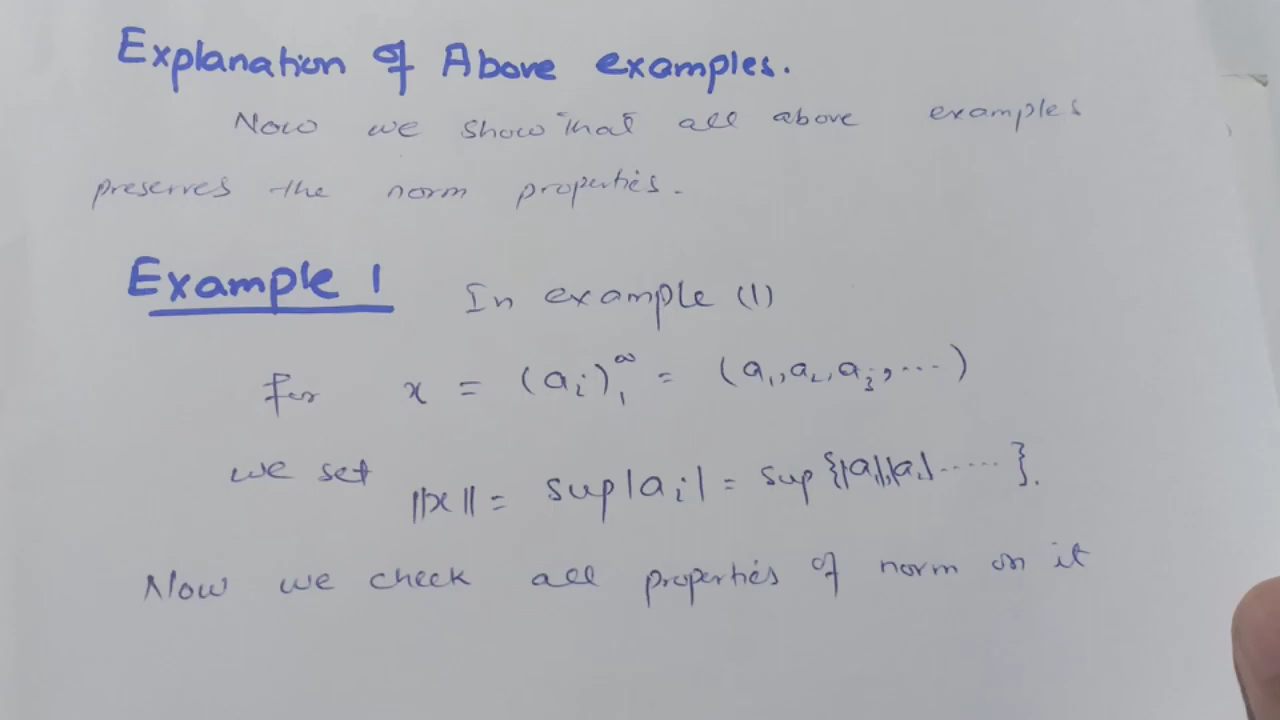 Explanation of Above examples.
Now we show that all above examples
preserves the norm properties.
Example 1 In example (1)
for x = (a_i)_1^∞ = (a_1, a_2, a_3, ...)
we set ||x|| = sup|a_i| = sup{|a_1|,|a_2| ......}.
Now we check all properties of norm on it